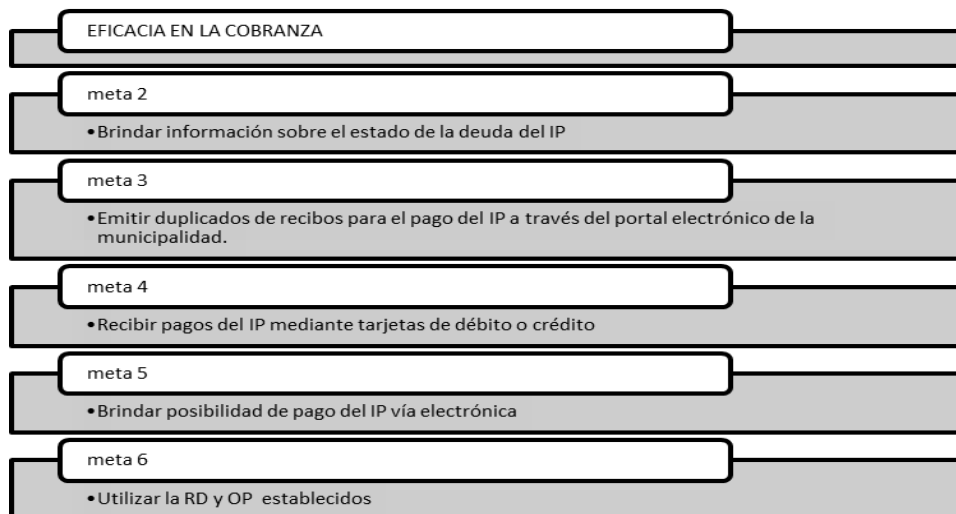 EFICACIA EN LA COBRANZA
meta 2
•Brindar información sobre el estado de la deuda del IP
meta 3
•Emitir duplicados de recibos para el pago del IP a través del portal electrónico de la
municipalidad.
meta 4
•Recibir pagos del IP mediante tarjetas de débito o crédito
meta 5
•Brindar posibilidad de pago del IP vía electrónica
meta 6
•Utilizar la RD y OP establecidos